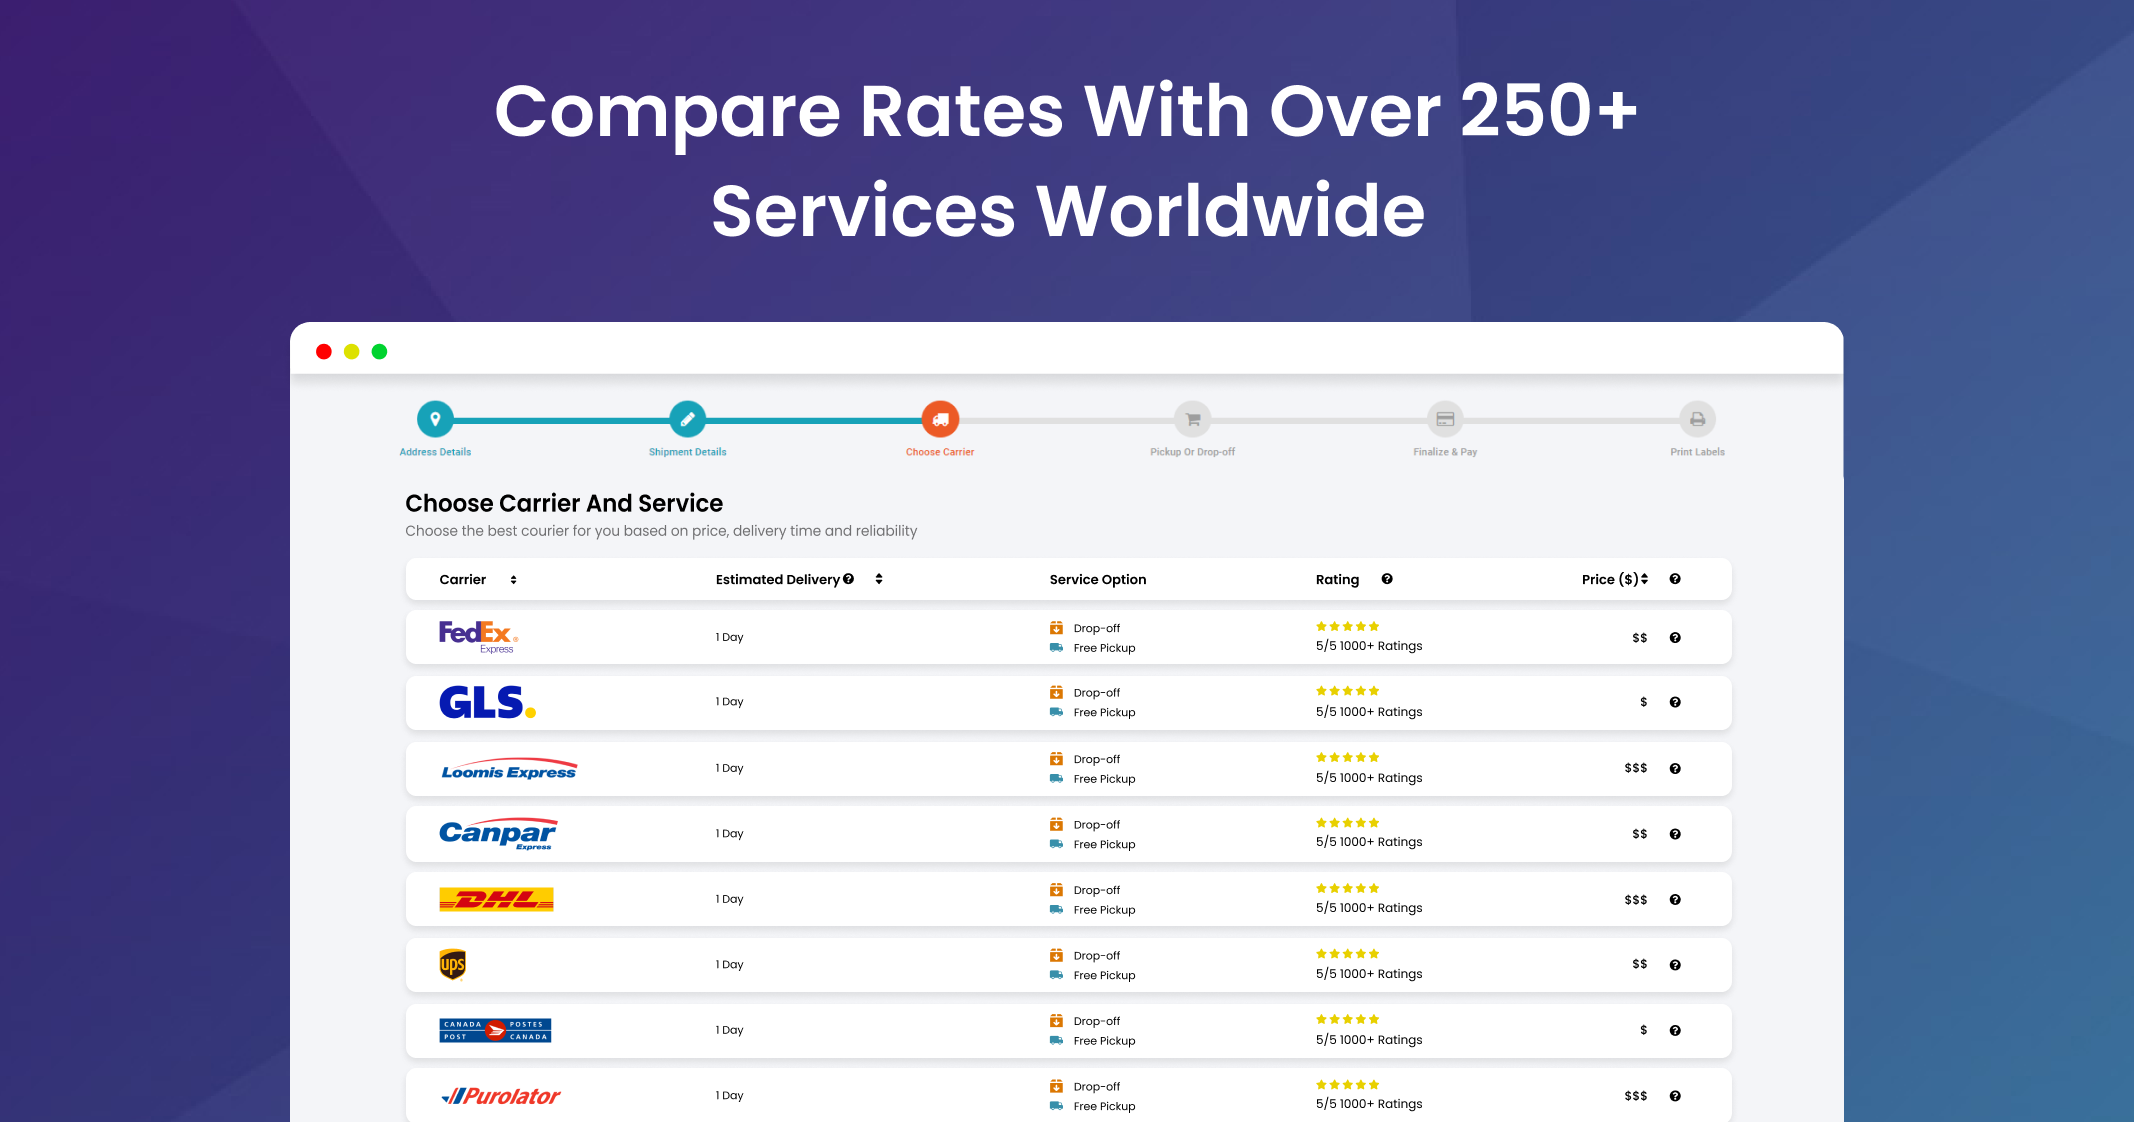 Compare Rates With Over 250+
Services Worldwide
Address Details
Shipment Details
Choose Carrier
Pickup Or Drop-off
Finalize & Pay
Print Labels
Choose Carrier And Service
Choose the best courier for you based on price, delivery time and reliability
Carrier Estimated Delivery Service Option Rating Price ($)
FedEx
Express
1 Day
Drop-off
Free Pickup
5/5 1000+ Ratings
$$
GLS.
1 Day
Drop-off
Free Pickup
5/5 1000+ Ratings
$
Loomis Express
1 Day
Drop-off
Free Pickup
5/5 1000+ Ratings
$$$
Canpar
Express
1 Day
Drop-off
Free Pickup
5/5 1000+ Ratings
$$
DHL
1 Day
Drop-off
Free Pickup
5/5 1000+ Ratings
$$$
ups
1 Day
Drop-off
Free Pickup
5/5 1000+ Ratings
$$
CANADA POSTES
POST CANADA
1 Day
Drop-off
Free Pickup
5/5 1000+ Ratings
$
Purolator
1 Day
Drop-off
Free Pickup
5/5 1000+ Ratings
$$$